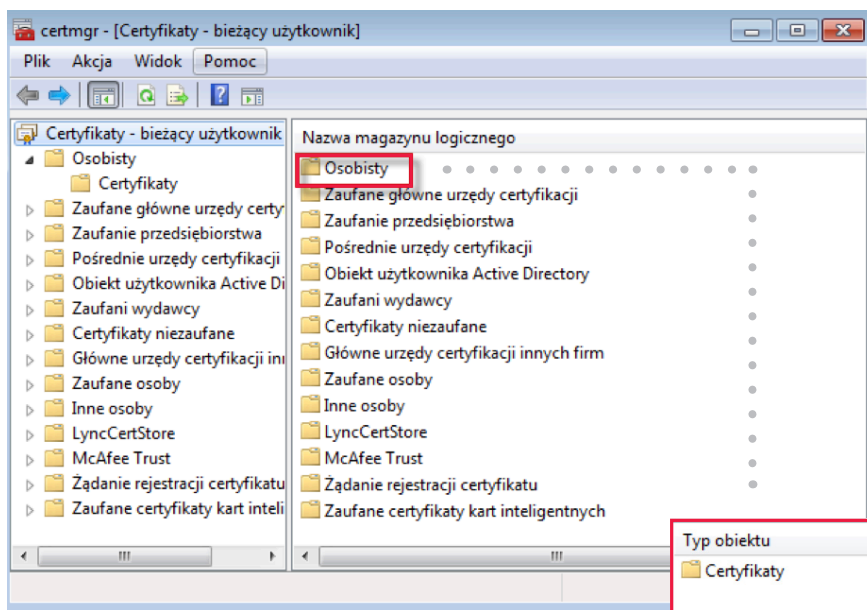 certmgr - [Certyfikaty - bieżący użytkownik]
Plik Akcja Widok Pomoc
Certyfikaty - bieżący użytkownik
Osobisty
Certyfikaty
Zaufane główne urzędy certy
Zaufanie przedsiębiorstwa
Pośrednie urzędy certyfikacji
Obiekt użytkownika Active Di
Zaufani wydawcy
Certyfikaty niezaufane
Główne urzędy certyfikacji inn
Zaufane osoby
Inne osoby
LyncCertStore
McAfee Trust
Żądanie rejestracji certyfikatu
Zaufane certyfikaty kart inteli
Nazwa magazynu logicznego
Osobisty
Zaufane główne urzędy certyfikacji
Zaufanie przedsiębiorstwa
Pośrednie urzędy certyfikacji
Obiekt użytkownika Active Directory
Zaufani wydawcy
Certyfikaty niezaufane
Główne urzędy certyfikacji innych firm
Zaufane osoby
Inne osoby
LyncCertStore
McAfee Trust
Żądanie rejestracji certyfikatu
Zaufane certyfikaty kart inteligentnych
Typ obiektu
Certyfikaty